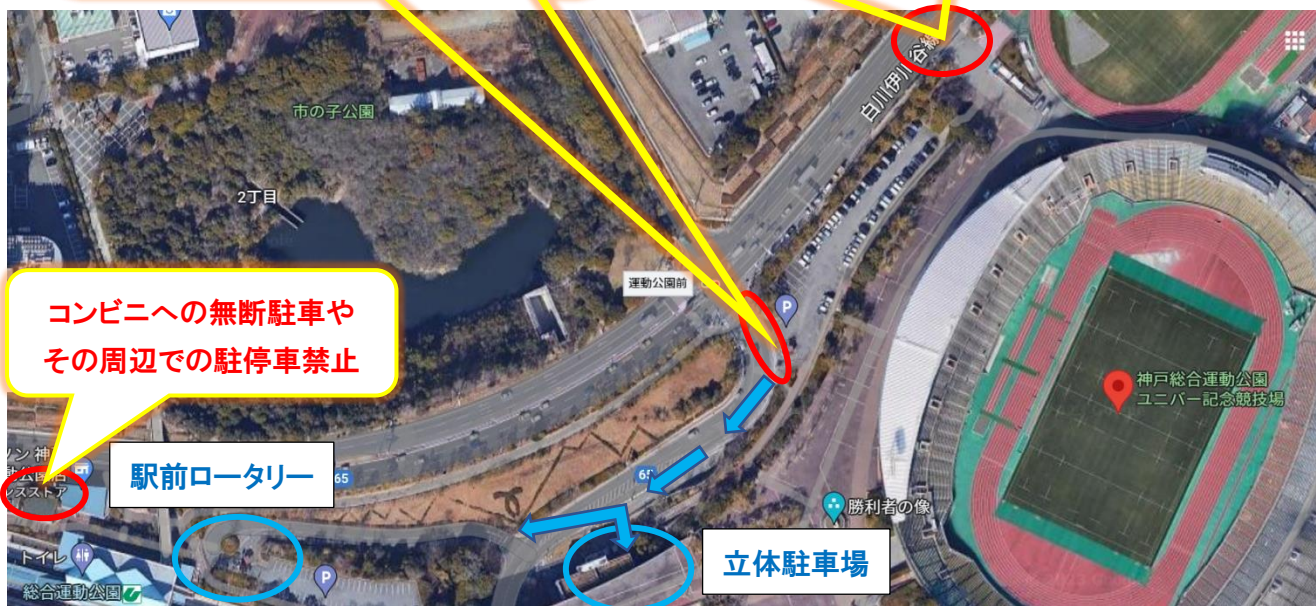 市の子公園
2丁目
白川伊川谷線
運動公園前
P
コンビニへの無断駐車や
その周辺での駐停車禁止
神戸総合運動公園
ユニバー記念競技場
駅前ロータリー
65
65
勝利者の像
立体駐車場
トイレ
P
総合運動公園